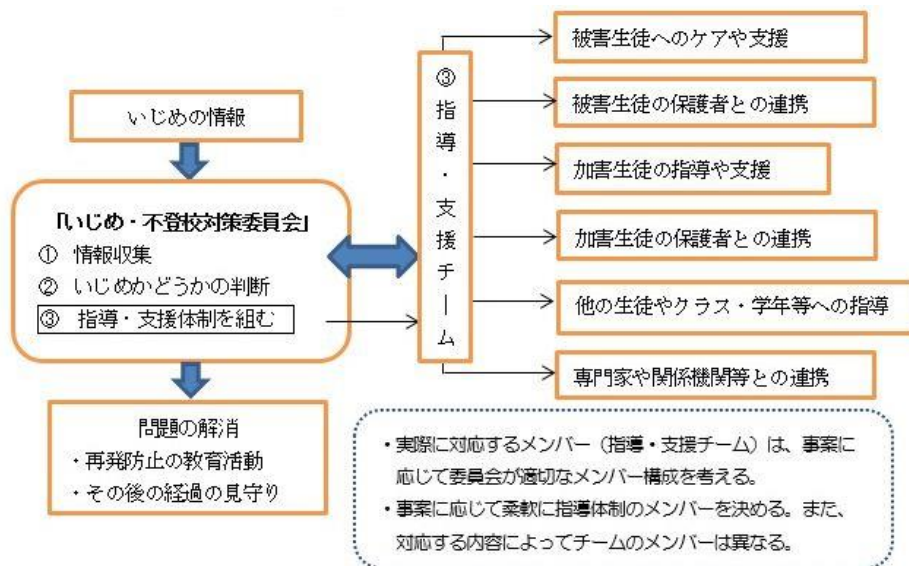 いじめの情報
「いじめ・不登校対策委員会」
① 情報収集
② いじめかどうかの判断
③ 指導・支援体制を組む
問題の解消
・再発防止の教育活動
・その後の経過の見守り
③指導・支援チーム
被害生徒へのケアや支援
被害生徒の保護者との連携
加害生徒の指導や支援
加害生徒の保護者との連携
他の生徒やクラス・学年等への指導
専門家や関係機関等との連携
・実際に対応するメンバー（指導・支援チーム）は、事案に
応じて委員会が適切なメンバー構成を考える。
・事案に応じて柔軟に指導体制のメンバーを決める。また、
対応する内容によってチームのメンバーは異なる。